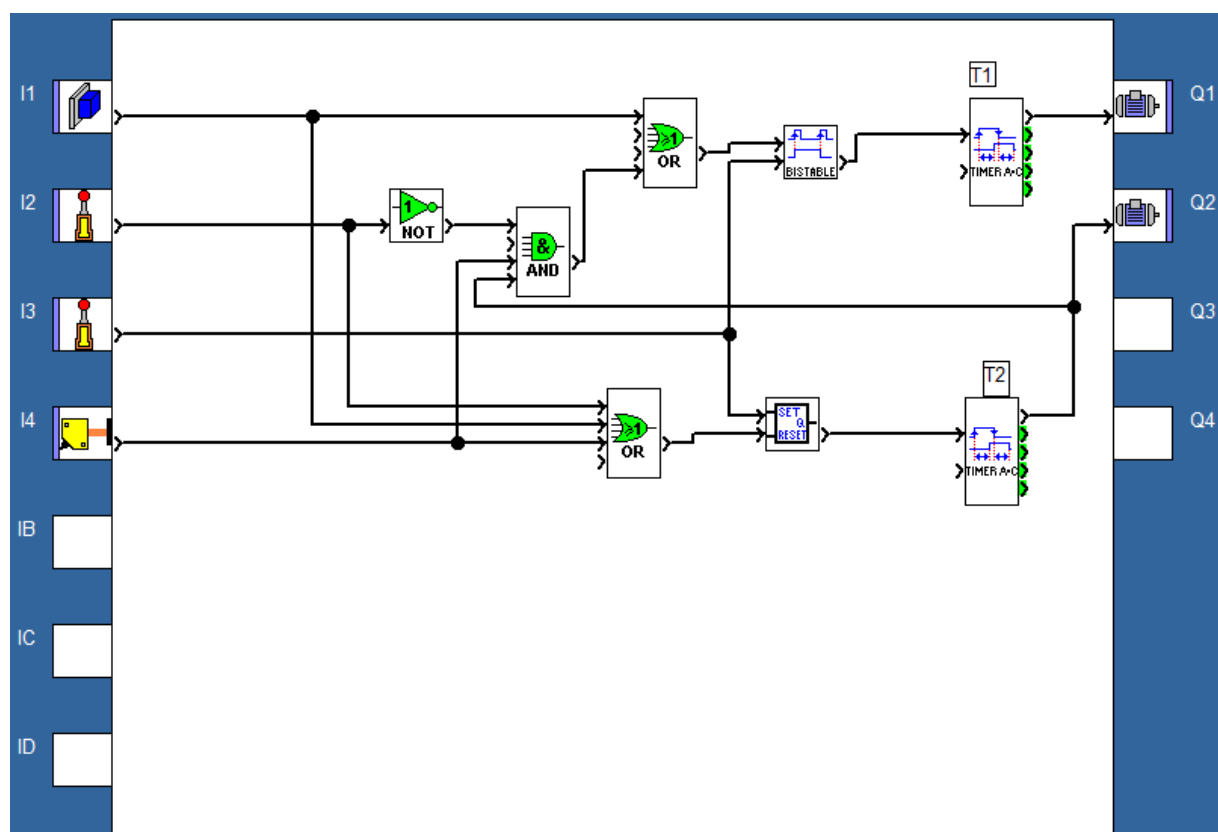 T1
I1
Q1
≥1
OR
BISTABLE
TIMER A•C
I2
Q2
1
NOT
&
AND
I3
Q3
T2
I4
Q4
≥1
OR
SET
Q
RESET
TIMER A•C
IB
IC
ID